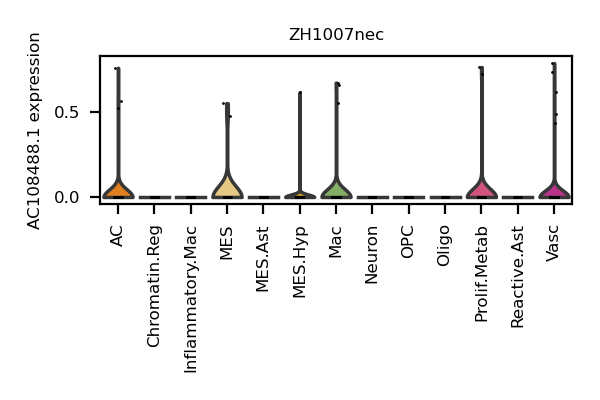 ZH1007nec
AC108488.1 expression
0.5
0.0
AC
Chromatin.Reg
Inflammatory.Mac
MES
MES.Ast
MES.Hyp
Mac
Neuron
OPC
Oligo
Prolif.Metab
Reactive.Ast
Vasc